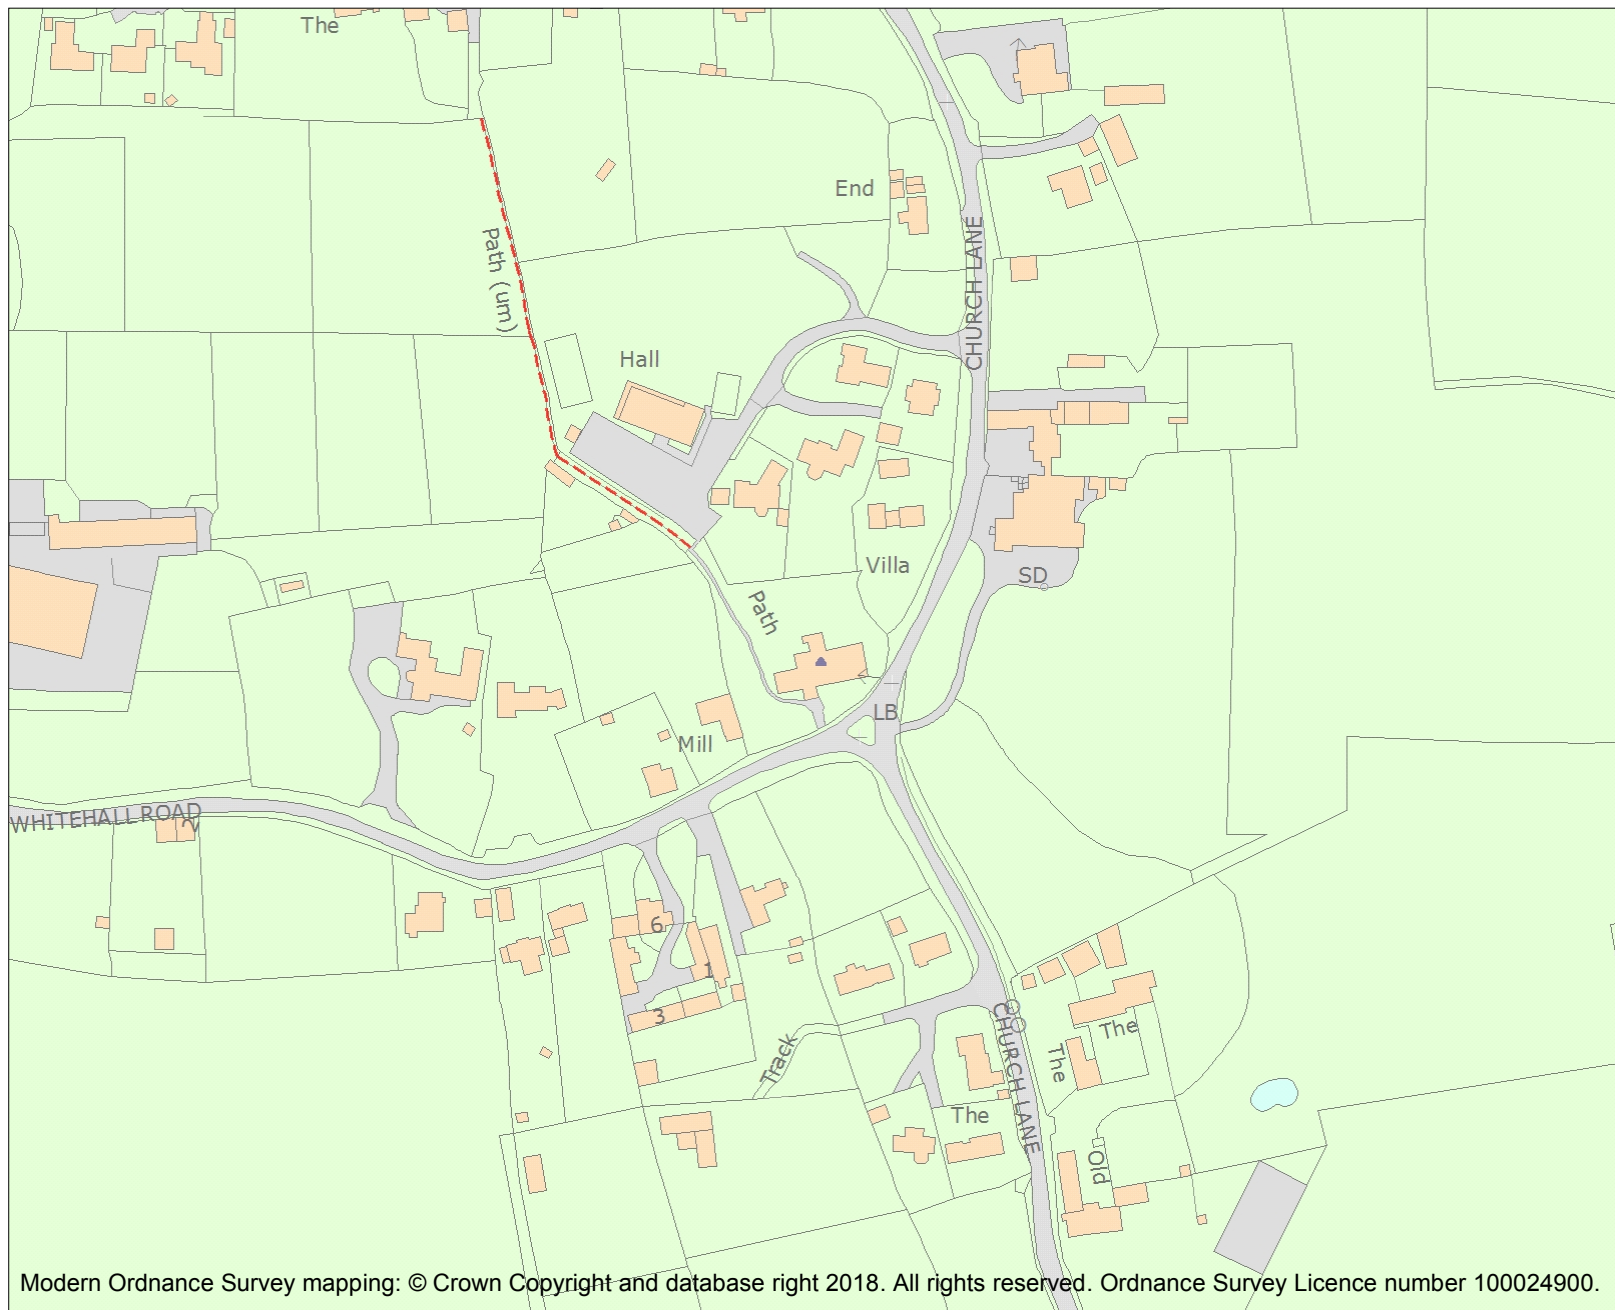 The
End
Path (um)
CHURCH LANE
Hall
Villa
SD
Path
LB
Mill
WHITEHALL ROAD
2
6
1
3
Track
CHURCH LANE
The
The
The
Old
Modern Ordnance Survey mapping: © Crown Copyright and database right 2018. All rights reserved. Ordnance Survey Licence number 100024900.